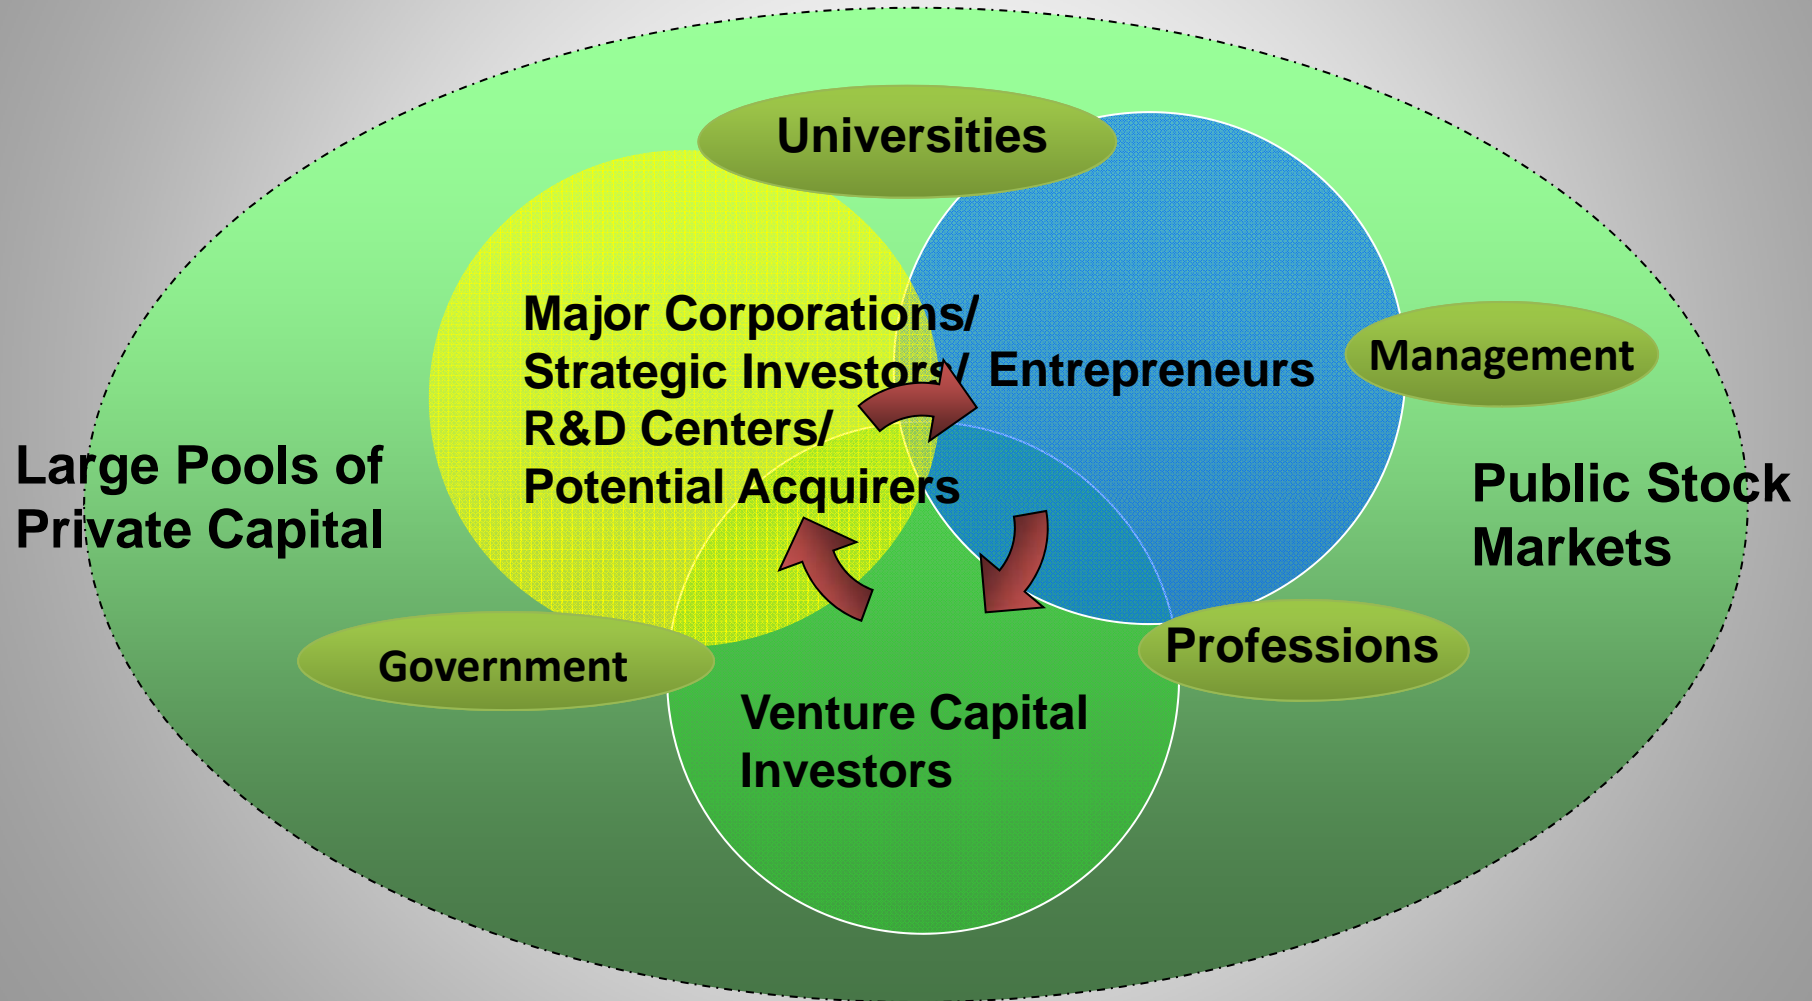 Universities
Major Corporations/
Strategic Investors/
R&D Centers/
Potential Acquirers
Entrepreneurs
Management
Large Pools of
Private Capital
Public Stock
Markets
Government
Professions
Venture Capital
Investors